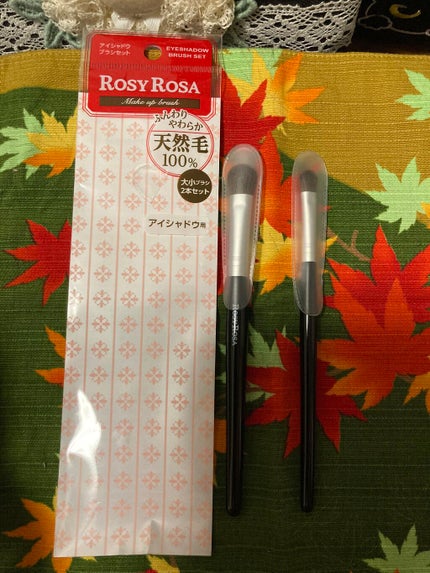 アイシャドウ
ブラシセット
EYESHADOW
BRUSH SET
ROSY ROSA
Make up brush
ふんわり
やわらか
天然毛
100%
大小ブラシ
2本セット
アイシャドウ用
ROSY ROSA